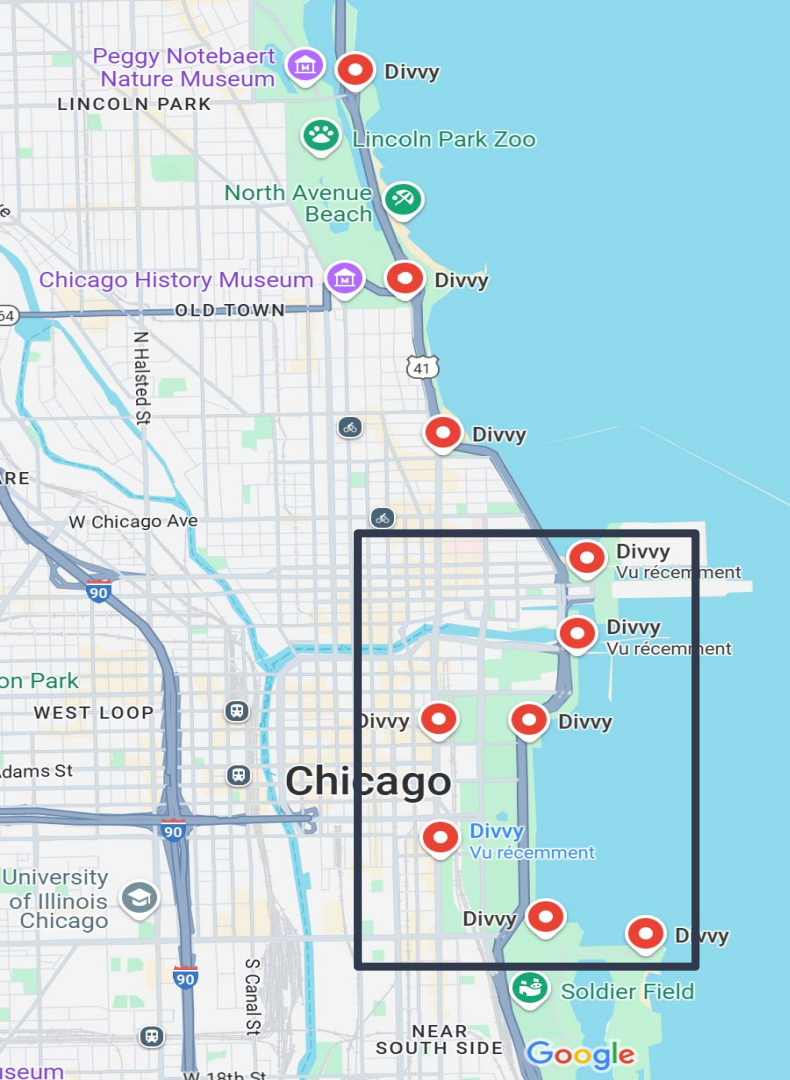 Peggy Notebaert
Nature Museum
Divvy
LINCOLN PARK
Lincoln Park Zoo
North Avenue
Beach
Chicago History Museum
Divvy
64
OLD TOWN
N Halsted St
41
Divvy
W Chicago Ave
90
Divvy
Vu récemment
Divvy
Vu récemment
on Park
WEST LOOP
Divvy
Divvy
Adams St
Chicago
90
Divvy
Vu récemment
University
of Illinois
Chicago
Divvy
Divvy
90
S Canal St
Soldier Field
NEAR
SOUTH SIDE
Google
W 18th St
useum